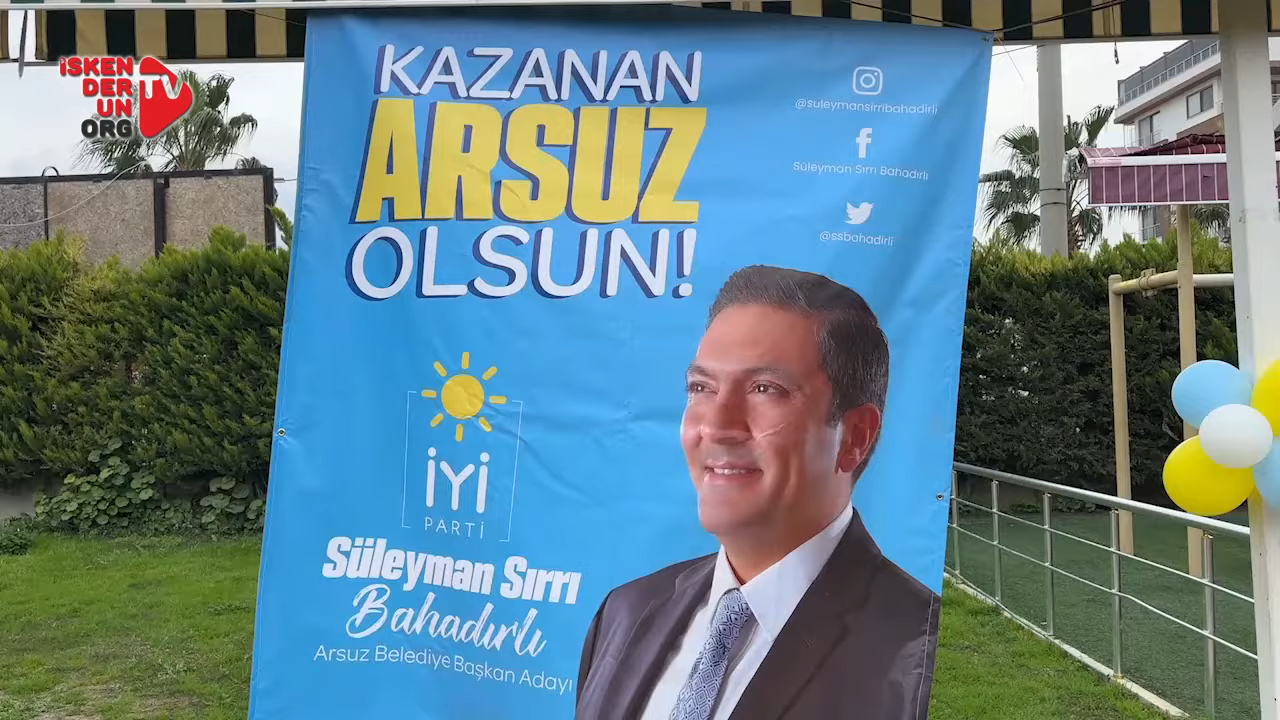 iSKEN
DER
UN
ORG
TV
KAZANAN
ARSUZ
OLSUN!
@suleymansirribahadirli
Süleyman Sırrı Bahadırlı
@ssbahadirli
İYİ
PARTİ
Süleyman Sırrı
Bahadırlı
Arsuz Belediye Başkan Adayı